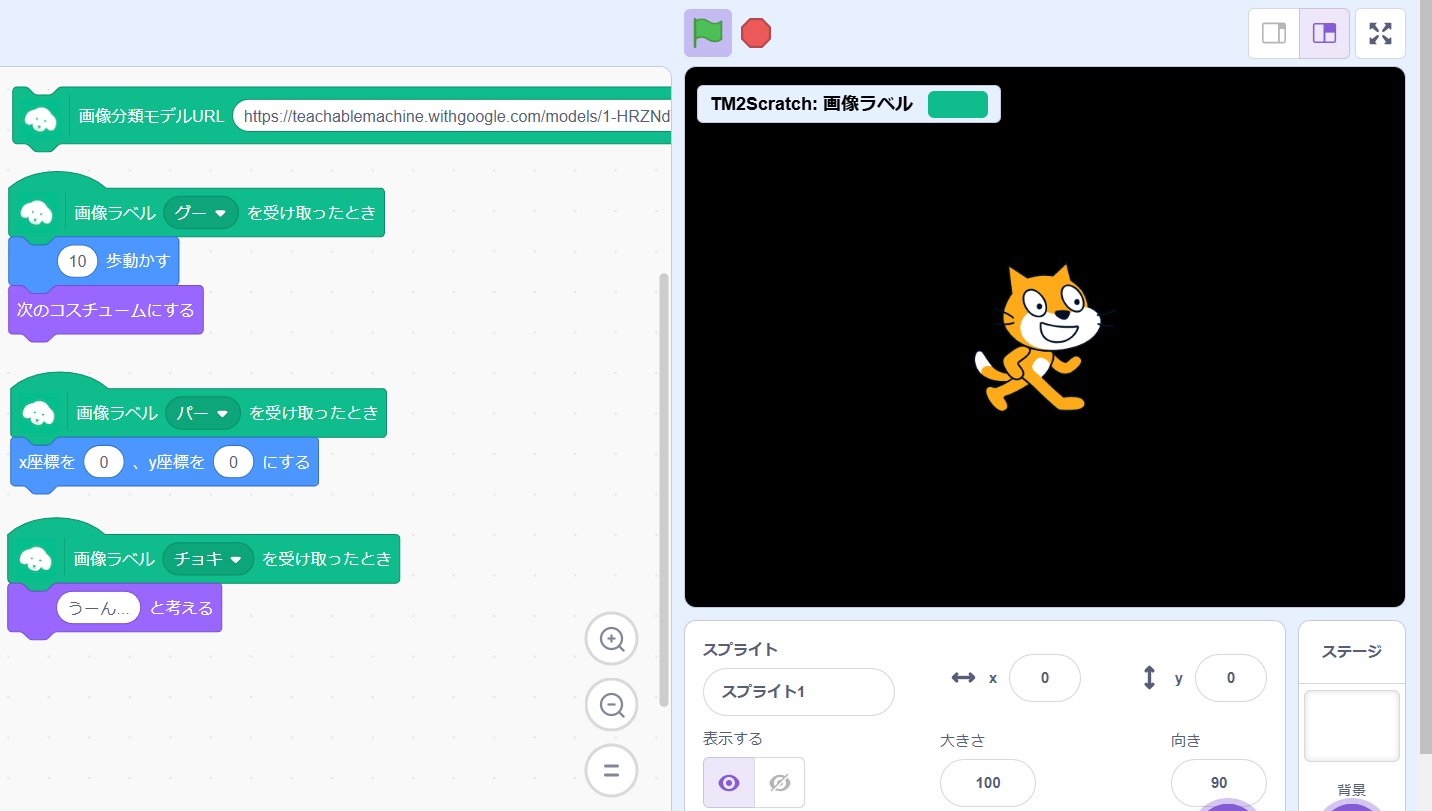 画像分類モデルURL https://teachablemachine.withgoogle.com/models/1-HRZNd
画像ラベル グー を受け取ったとき
10 歩動かす
次のコスチュームにする
画像ラベル パー を受け取ったとき
x座標を 0 、y座標を 0 にする
画像ラベル チョキ を受け取ったとき
うーん... と考える
TM2Scratch: 画像ラベル
スプライト
スプライト1
x 0
y 0
表示する
大きさ
100
向き
90
ステージ
背景